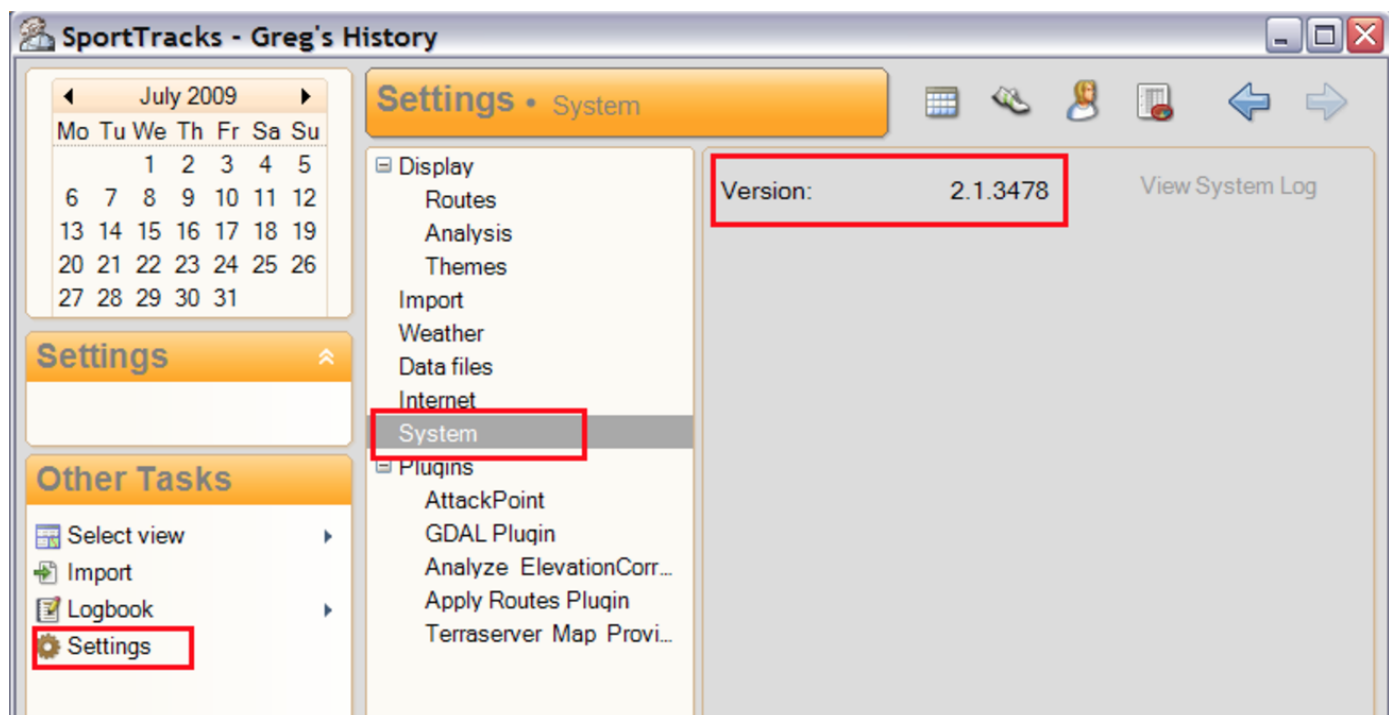 SportTracks - Greg's History
July 2009
Mo Tu We Th Fr Sa Su
1 2 3 4 5
6 7 8 9 10 11 12
13 14 15 16 17 18 19
20 21 22 23 24 25 26
27 28 29 30 31
Settings
Other Tasks
Select view
Import
Logbook
Settings
Settings • System
Display
Routes
Analysis
Themes
Import
Weather
Data files
Internet
System
Plugins
AttackPoint
GDAL Plugin
Analyze ElevationCorr...
Apply Routes Plugin
Terraserver Map Provi...
Version: 2.1.3478
View System Log